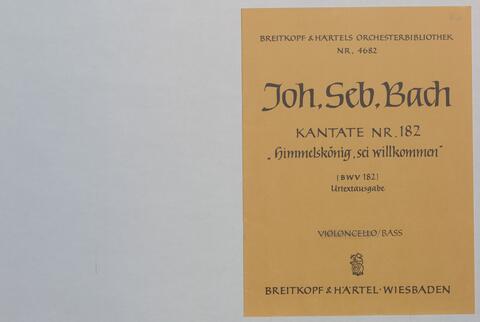 BREITKOPF & HÄRTELS ORCHESTERBIBLIOTHEK
NR. 4682
Joh. Seb. Bach
KANTATE NR. 182
„Himmelskönig, sei willkommen"
(BWV 182)
Urtextausgabe
VIOLONCELLO/BASS
BREITKOPF & HÄRTEL · WIESBADEN